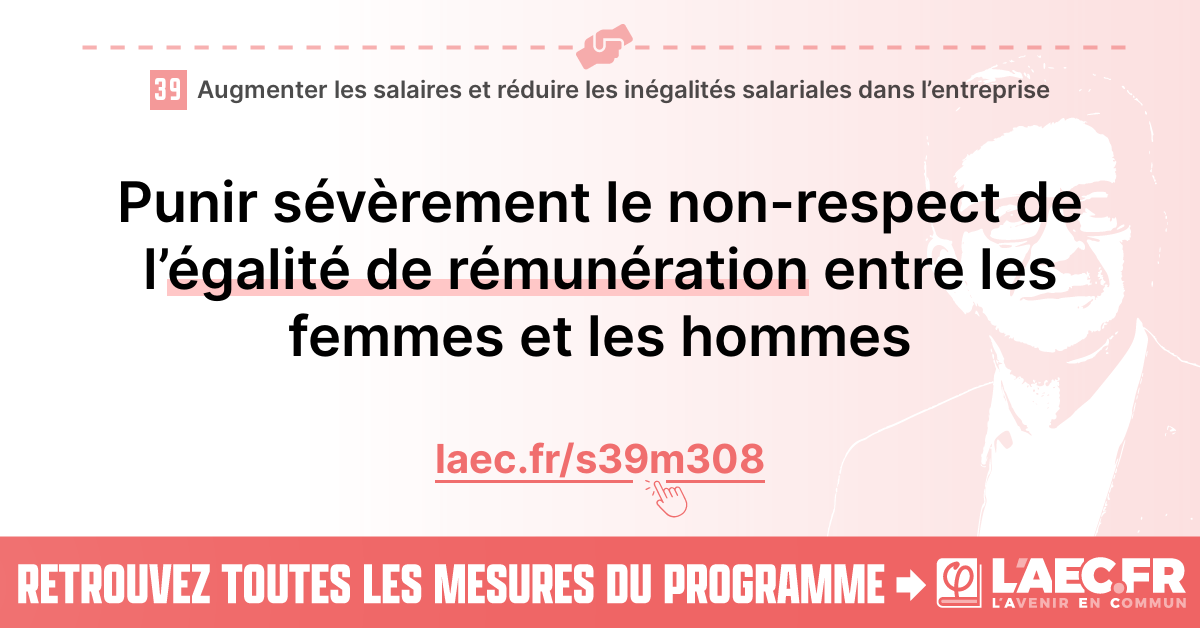 39 Augmenter les salaires et réduire les inégalités salariales dans l’entreprise
Punir sévèrement le non-respect de
l’égalité de rémunération entre les
femmes et les hommes
laec.fr/s39m308
RETROUVEZ TOUTES LES MESURES DU PROGRAMME
L'AEC.FR
L'AVENIR EN COMMUN